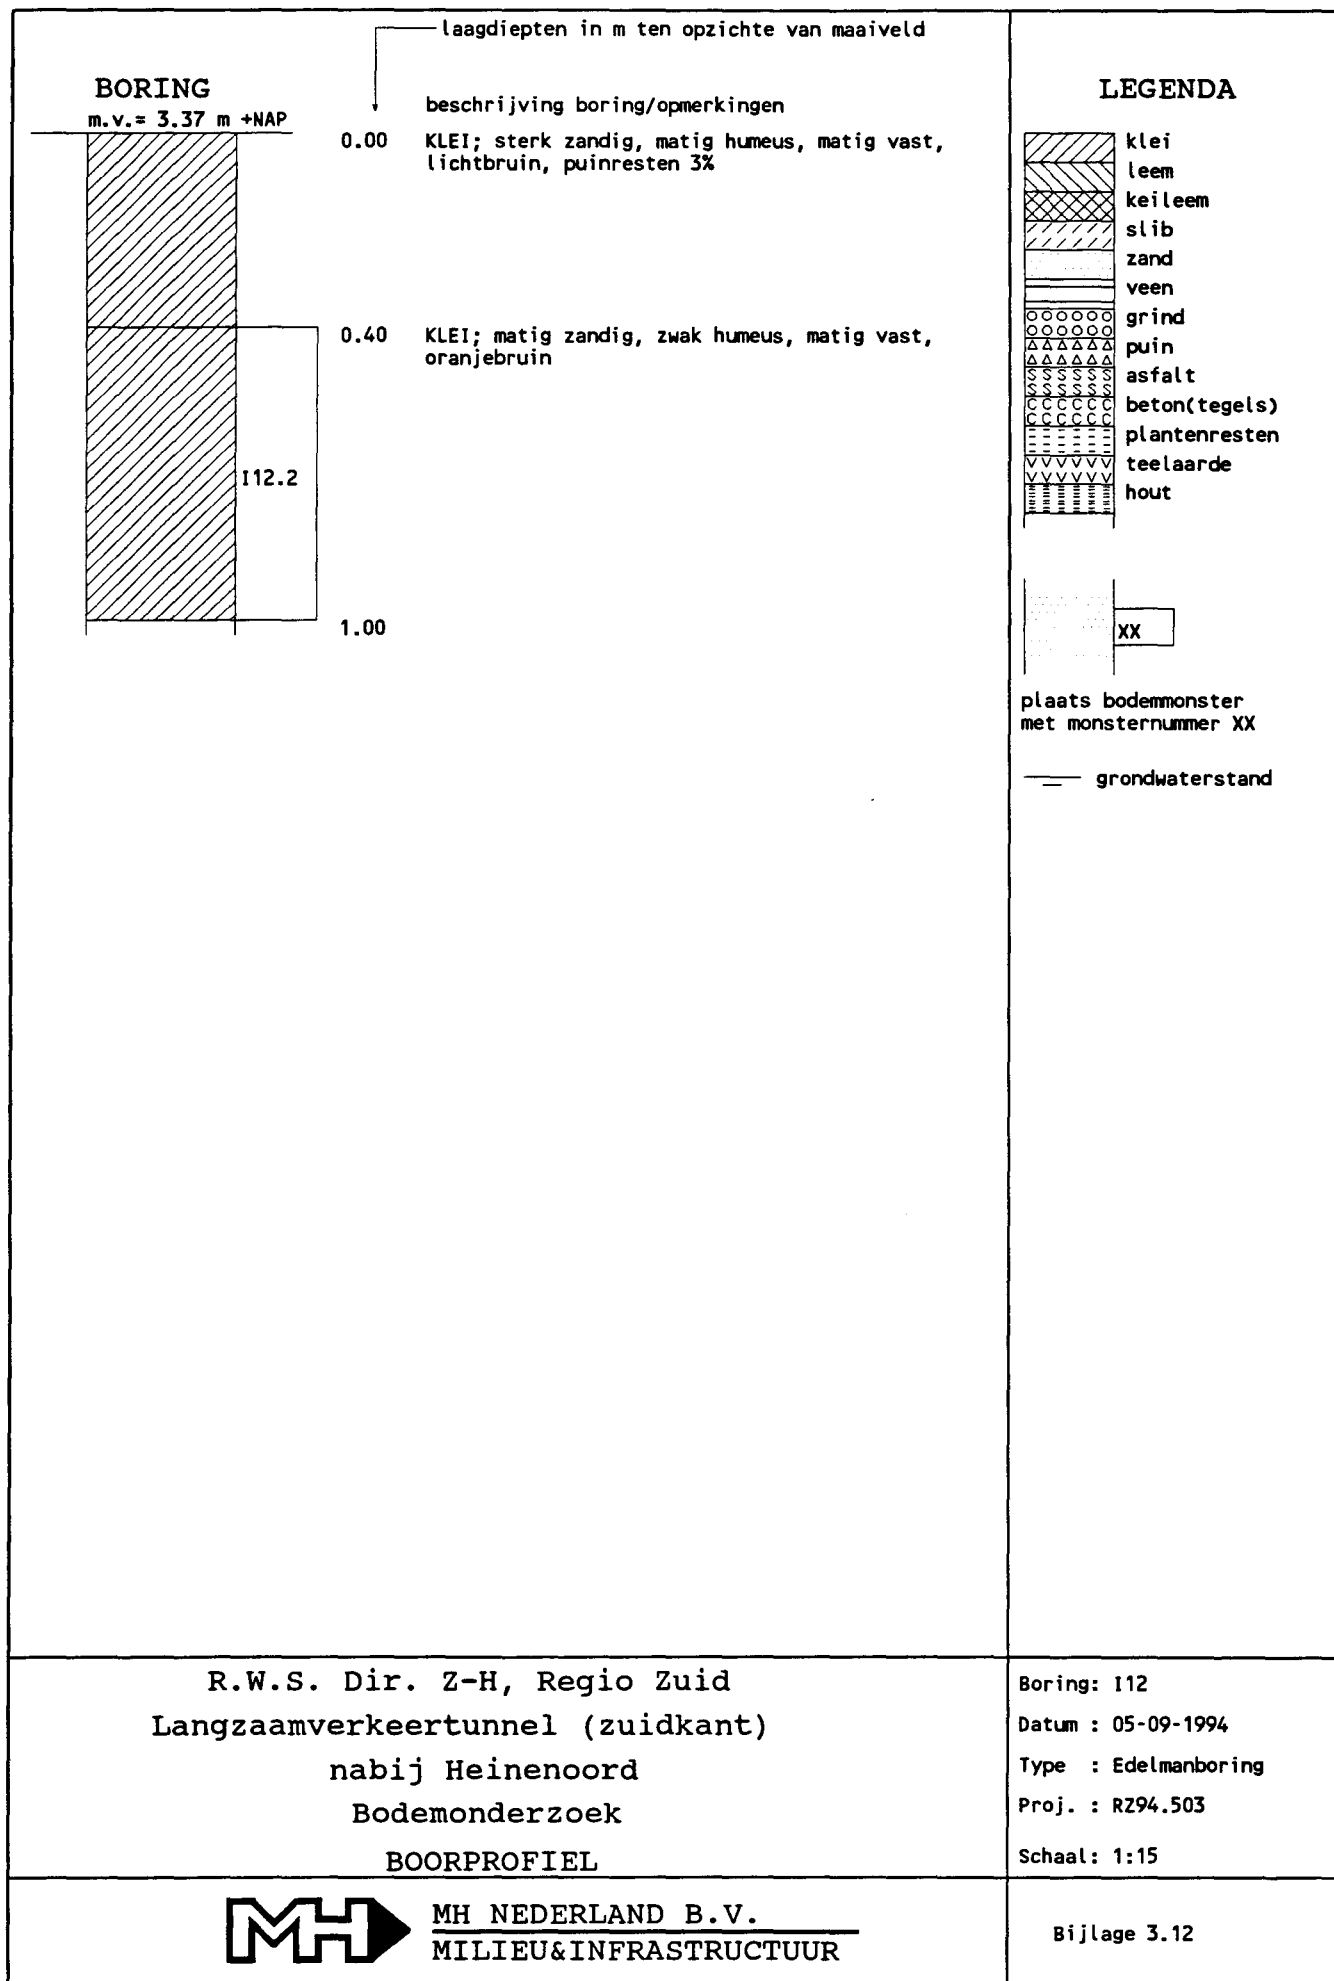 laagdiepten in m ten opzichte van maaiveld
BORING
m.v.= 3.37 m +NAP
beschrijving boring/opmerkingen
0.00 KLEI; sterk zandig, matig humeus, matig vast,
lichtbruin, puinresten 3%
0.40 KLEI; matig zandig, zwak humeus, matig vast,
oranjebruin
I12.2
1.00
LEGENDA
klei
leem
keileem
slib
zand
veen
grind
puin
asfalt
beton(tegels)
plantenresten
teelaarde
hout
XX
plaats bodemmonster
met monsternummer XX
grondwaterstand
R.W.S. Dir. Z-H, Regio Zuid
Langzaamverkeertunnel (zuidkant)
nabij Heinenoord
Bodemonderzoek
BOORPROFIEL
Boring: I12
Datum : 05-09-1994
Type : Edelmanboring
Proj. : RZ94.503
Schaal: 1:15
MH
MH NEDERLAND B.V.
MILIEU&INFRASTRUCTUUR
Bijlage 3.12